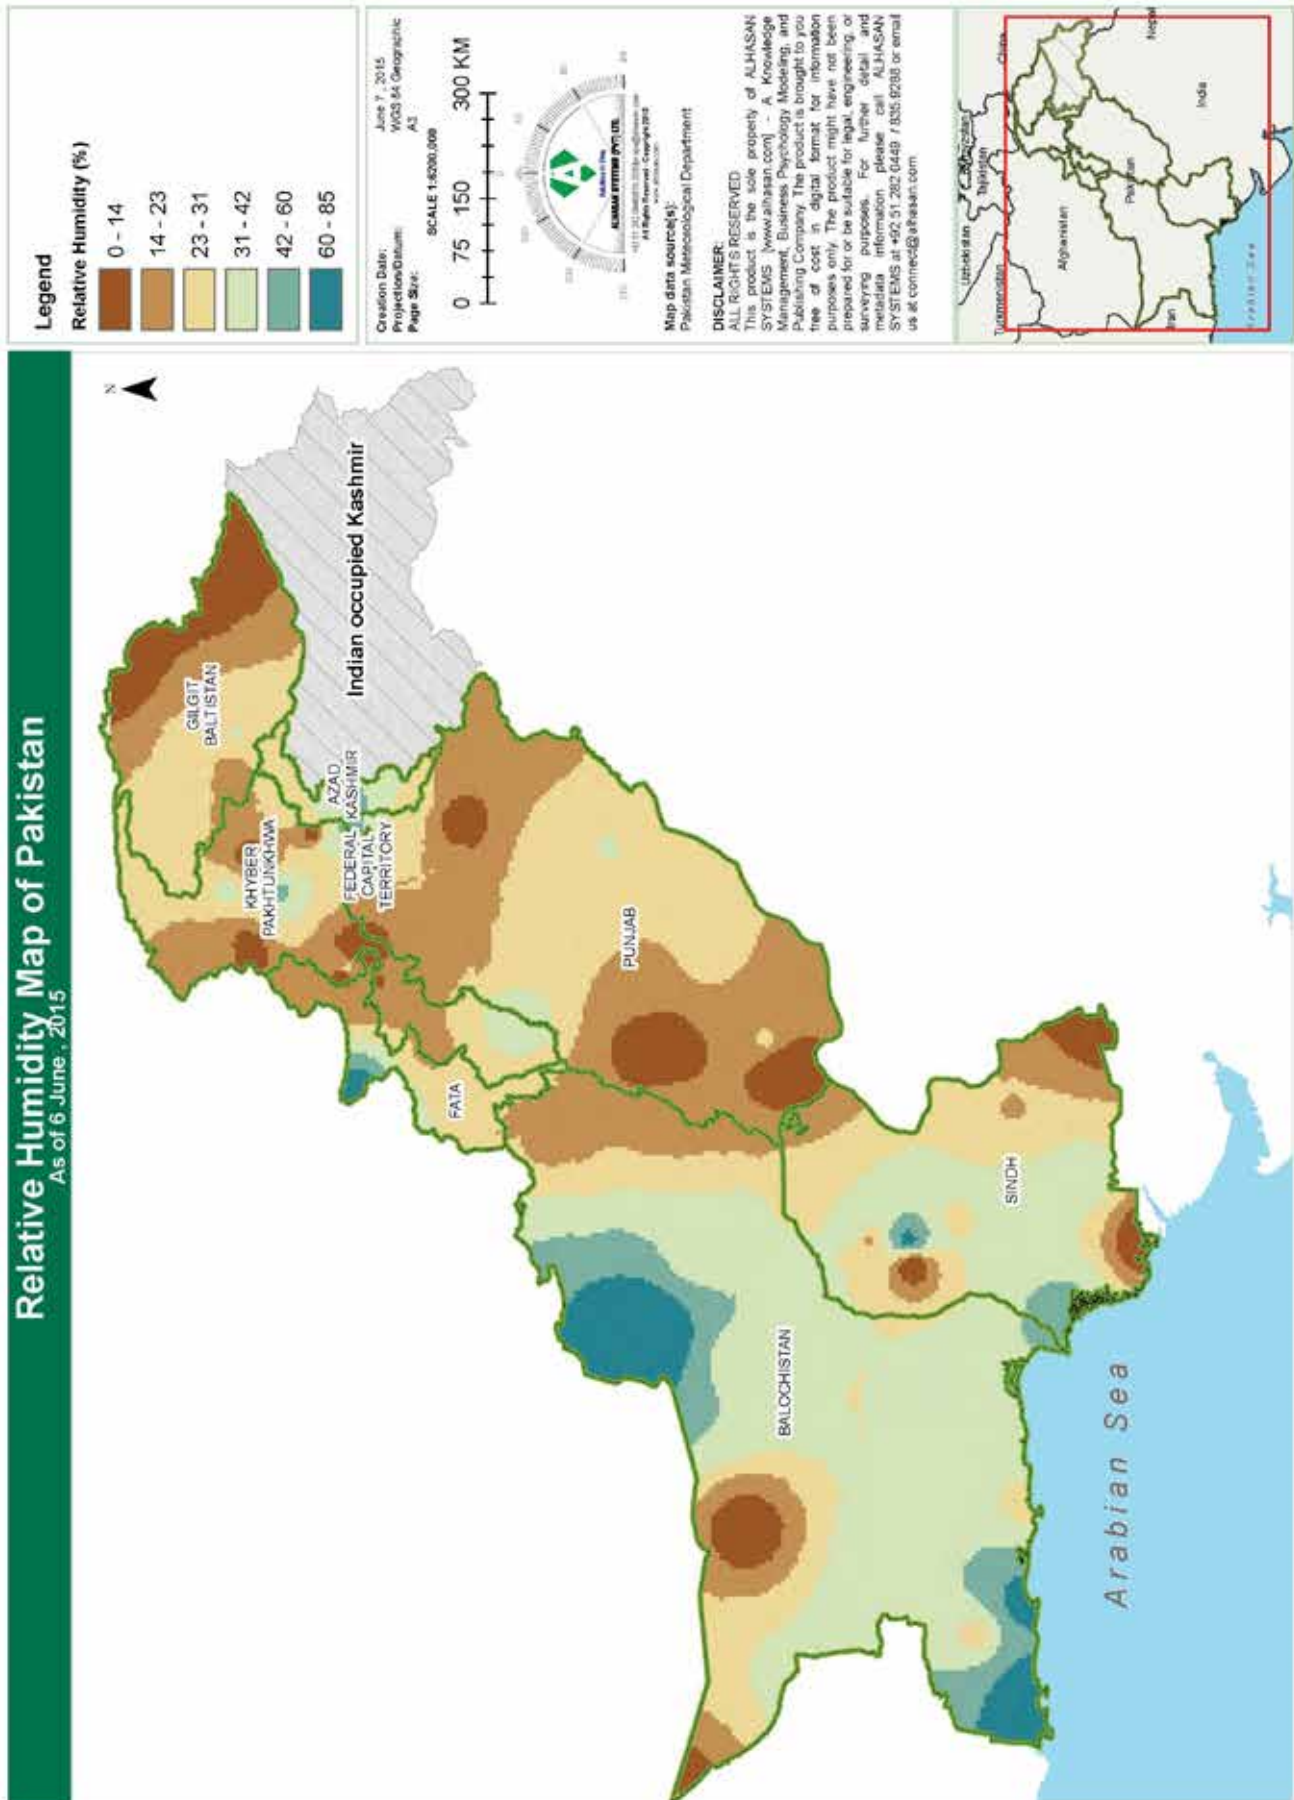 Relative Humidity Map of Pakistan
As of 6 June , 2015
N
GILGIT
BALTISTAN
KHYBER
PAKHTUNKHWA
AZAD
KASHMIR
FEDERAL
CAPITAL
TERRITORY
Indian occupied Kashmir
FATA
PUNJAB
BALOCHISTAN
SINDH
Arabian Sea
Legend
Relative Humidity (%)
0 - 14
14 - 23
23 - 31
31 - 42
42 - 60
60 - 85
Creation Date: June 7 , 2015
Projection/Datum: WGS 84 Geographic
Page Size: A3
SCALE 1:6200,000
0 75 150 300 KM
ALHASAN SYSTEMS (PVT) LTD.
Map data source(s):
Pakistan Meteorological Department
DISCLAIMER:
ALL RIGHTS RESERVED
This product is the sole property of ALHASAN
SYSTEMS [www.alhasan.com] - A Knowledge
Management, Business Psychology Modeling, and
Publishing Company. The product is brought to you
free of cost in digital format for information
purposes only. The product might have not been
prepared for or be suitable for legal, engineering, or
surveying purposes. For further detail and
metadata information please call ALHASAN
SYSTEMS at +92.51.282.0449 / 835.9288 or email
us at connect@alhasan.com
Uzbekistan
Tajikistan
China
Turkmenistan
Afghanistan
Pakistan
Nepal
Iran
India
Arabian Sea